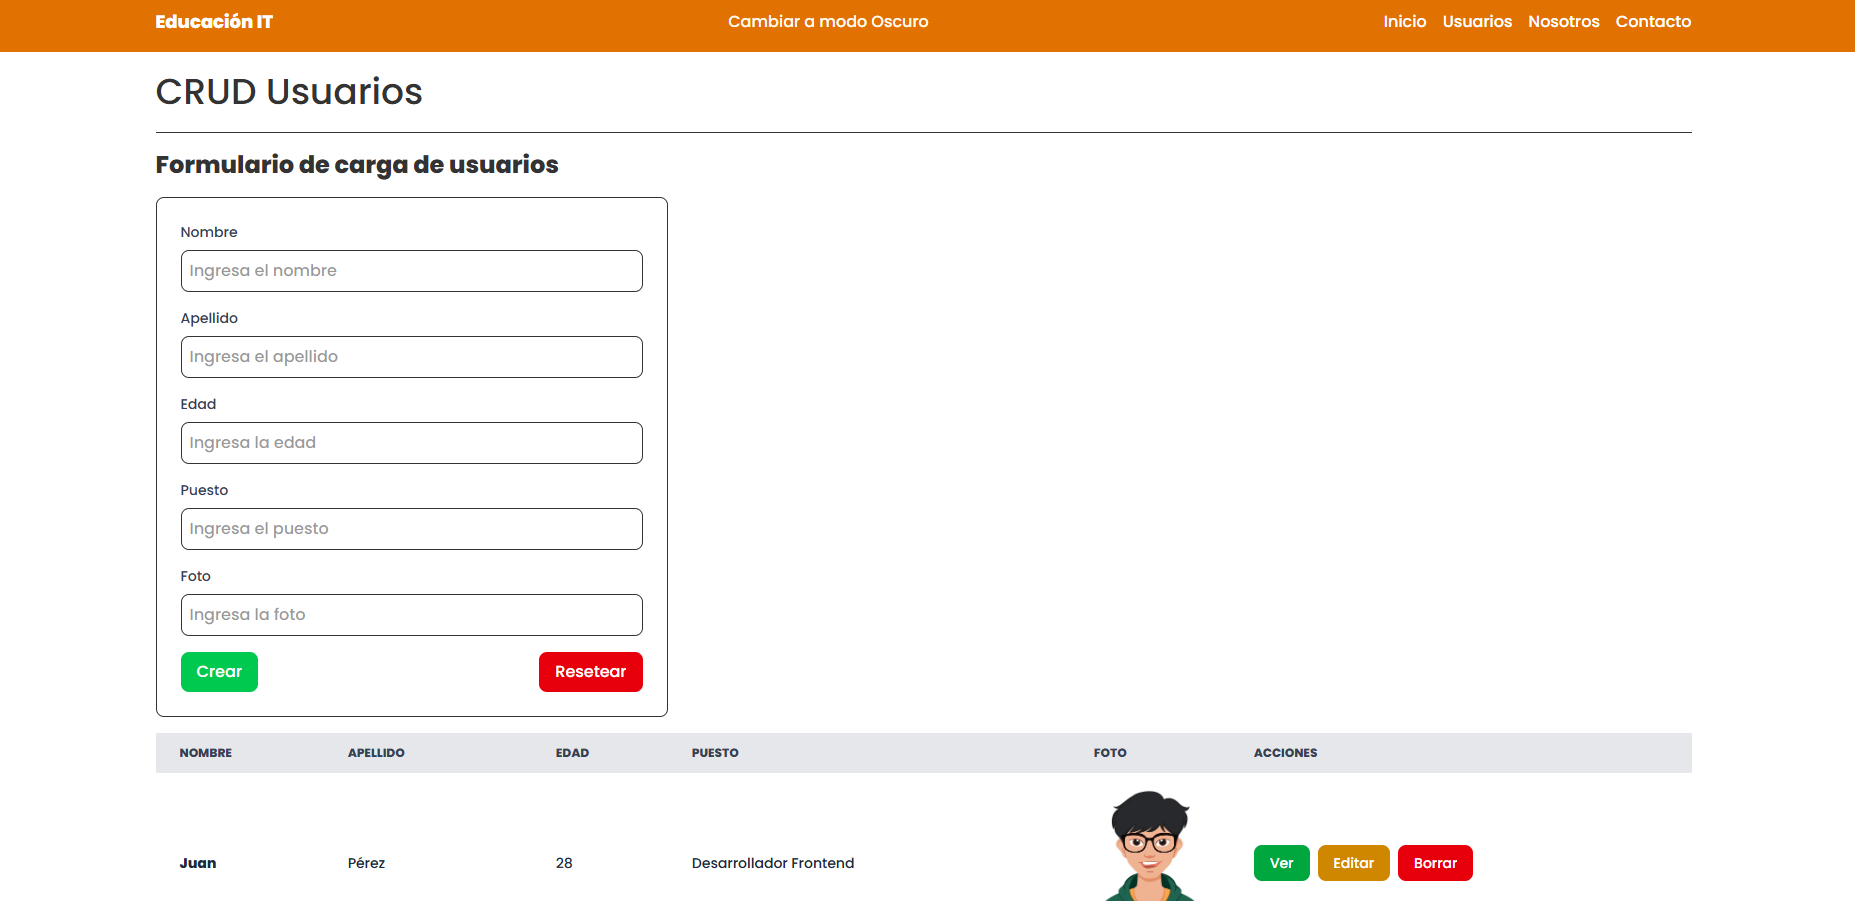 Educación IT
Cambiar a modo Oscuro
Inicio Usuarios Nosotros Contacto
CRUD Usuarios
Formulario de carga de usuarios
Nombre
Ingresa el nombre
Apellido
Ingresa el apellido
Edad
Ingresa la edad
Puesto
Ingresa el puesto
Foto
Ingresa la foto
Crear Resetear
NOMBRE APELLIDO EDAD PUESTO FOTO ACCIONES
Juan Pérez 28 Desarrollador Frontend Ver Editar Borrar